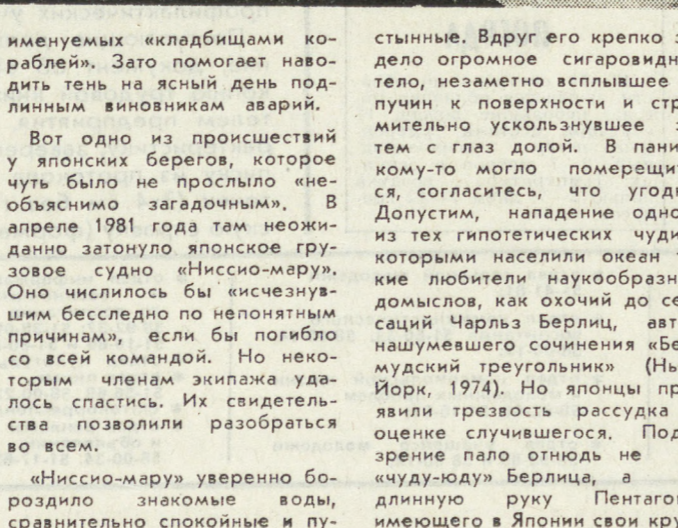 именуемых «кладбищами ко-
раблей». Зато помогает наво-
дить тень на ясный день под-
линным виновникам аварий.
Вот одно из происшествий
у японских берегов, которое
чуть было не прослыло «не-
объяснимо загадочным». В
апреле 1981 года там неожи-
данно затонуло японское гру-
зовое судно «Ниссио-мару».
Оно числилось бы «исчезнув-
шим бесследно по непонятным
причинам», если бы погибло
со всей командой. Но неко-
торым членам экипажа уда-
лось спастись. Их свидетель-
ства позволили разобраться
во всем.
«Ниссио-мару» уверенно бо-
роздило знакомые воды,
сравнительно спокойные и пу-
стынные. Вдруг его крепко
дело огромное сигаровидн
тело, незаметно всплывшее
пучин к поверхности и стр
мительно ускользнувшее
тем с глаз долой. В пани
кому-то могло померещит
ся, согласитесь, что угодн
Допустим, нападение одно
из тех гипотетических чуди
которыми населили океан
кие любители наукообразн
домыслов, как охочий до се
саций Чарльз Берлиц, авт
нашумевшего сочинения «Бе
мудский треугольник» (Нь
Йорк, 1974). Но японцы пр
явили трезвость рассудка
оценке случившегося. Под
зрение пало отнюдь не
«чуду-юду» Берлица, а
длинную руку Пентаго
имеющего в Японии свои кру